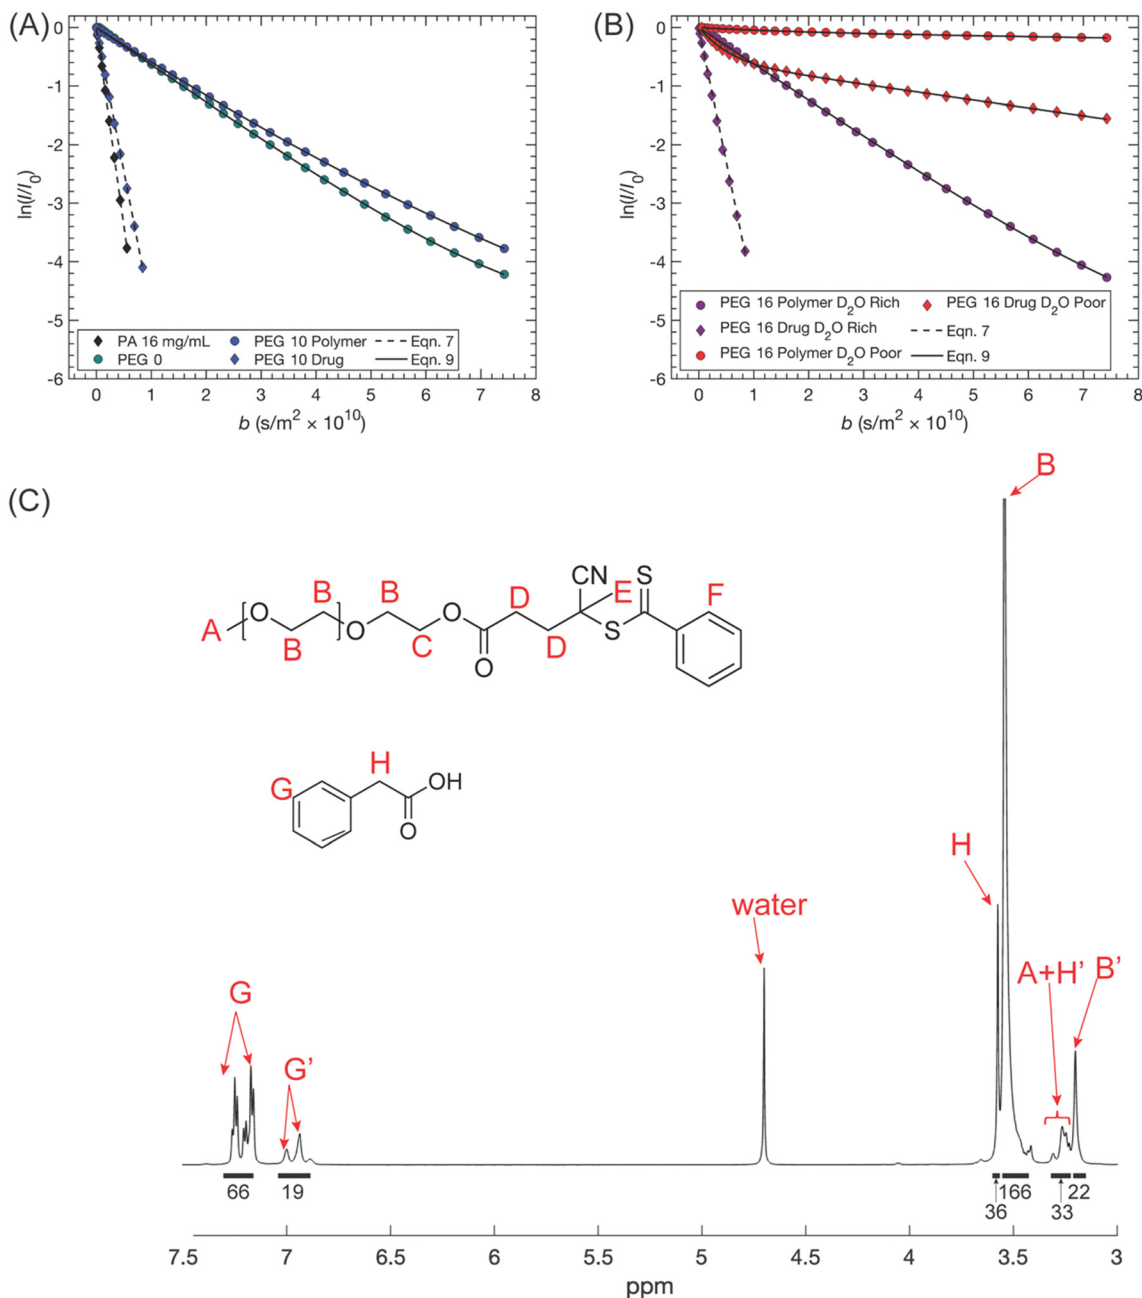 (A)
0
-1
-2
-3
-4
-5
-6
ln(I/I0)
PA 16 mg/mL
PEG 0
PEG 10 Polymer
PEG 10 Drug
Eqn. 7
Eqn. 9
0 1 2 3 4 5 6 7 8
b (s/m² × 10¹⁰)
(B)
0
-1
-2
-3
-4
-5
-6
ln(I/I0)
PEG 16 Polymer D2O Rich
PEG 16 Drug D2O Rich
PEG 16 Polymer D2O Poor
PEG 16 Drug D2O Poor
Eqn. 7
Eqn. 9
0 1 2 3 4 5 6 7 8
b (s/m² × 10¹⁰)
(C)
B
CN S
B B D E F
A O O O S
B C O D
H
G OH
O
H
water
A+H' B'
G
G'
66 19 36 166 33 22
7.5 7 6.5 6 5.5 5 4.5 4 3.5 3
ppm